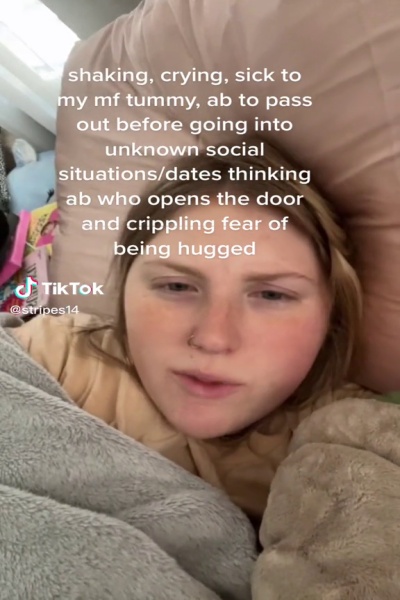 shaking, crying, sick to
my mf tummy, ab to pass
out before going into
unknown social
situations/dates thinking
ab who opens the door
and crippling fear of
being hugged
TikTok
@stripes14